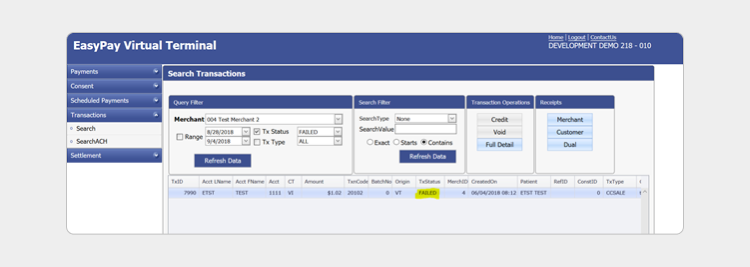 EasyPay Virtual Terminal
Home | Logout | ContactUs
DEVELOPMENT DEMO 218 - 010
Payments
Consent
Scheduled Payments
Transactions
Search
SearchACH
Settlement
Search Transactions
Query Filter
Merchant 004 Test Merchant 2
Range 8/28/2018 Tx Status FAILED
9/4/2018 Tx Type ALL
Refresh Data
Search Filter
SearchType None
SearchValue
Exact Starts Contains
Refresh Data
Transaction Operations
Credit
Void
Full Detail
Receipts
Merchant
Customer
Dual
TxID Acct LName Acct FName Acct CT Amount TxnCode BatchNo Origin TxStatus MerchID CreatedOn Patient RefID ConstID TxType
7990 ETST TEST 1111 VI $1.02 20102 0 VT FAILED 4 06/04/2018 08:12 ETST TEST 0 CCSALE